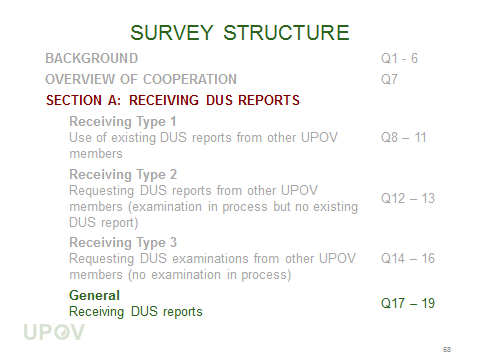 SURVEY STRUCTURE
BACKGROUND Q1 - 6
OVERVIEW OF COOPERATION Q7
SECTION A: RECEIVING DUS REPORTS
Receiving Type 1
Use of existing DUS reports from other UPOV
members
Q8 – 11
Receiving Type 2
Requesting DUS reports from other UPOV
members (examination in process but no existing
DUS report)
Q12 – 13
Receiving Type 3
Requesting DUS examinations from other UPOV
members (no examination in process)
Q14 – 16
General
Receiving DUS reports
Q17 – 19
UPOV
68